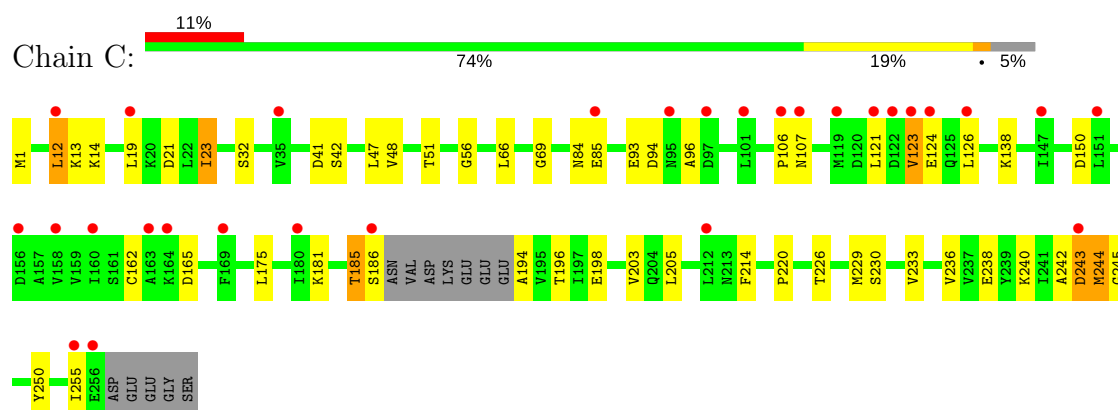 11%
Chain C:
74% 19% • 5%
M1 L12 K13 K14 L19 K20 D21 L22 I23 S32 V35 D41 S42 L47 V48 T51 G56 L66 G69 N84 E85 E93 D94 N95 A96 D97 L101 P106 N107 M119 D120 L121 D122 V123 E124 Q125 L126 K138 I147 D150 L151
D156 A157 V158 V159 I160 S161 C162 A163 K164 D165 F169 L175 I180 K181 T185 S186 ASN VAL ASP LYS GLU GLU GLU A194 V195 T196 I197 E198 V203 Q204 L205 L212 N213 F214 P220 T226 M229 S230 V233 V236 V237 E238 Y239 K240 I241 A242 D243 M244 C245
Y250 I255 E256 ASP GLU GLU GLY SER